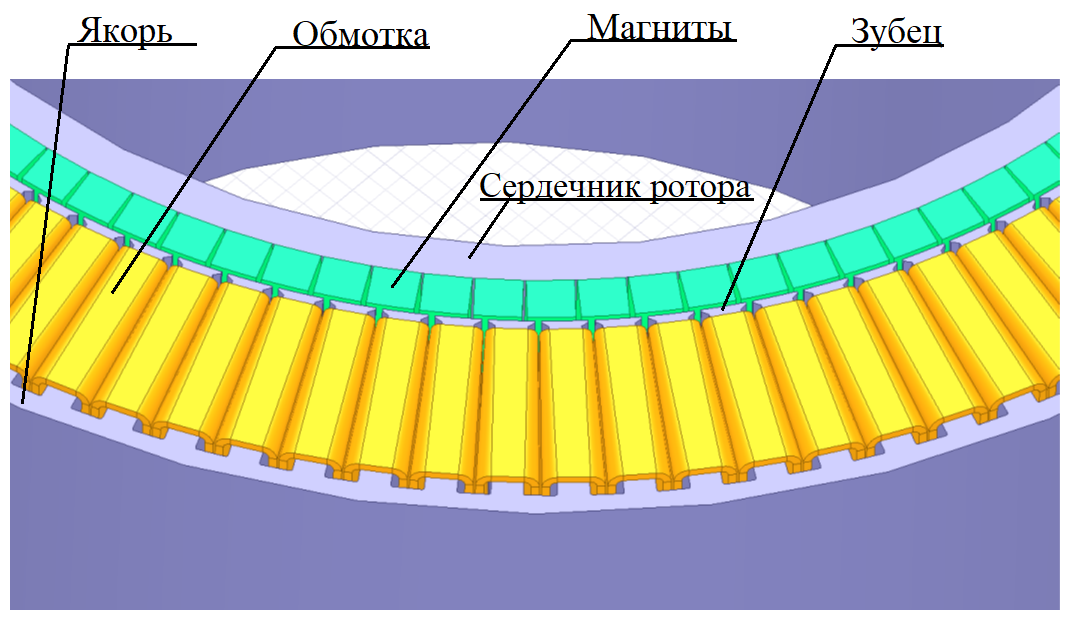 Якорь
Обмотка
Магниты
Зубец
Сердечник ротора